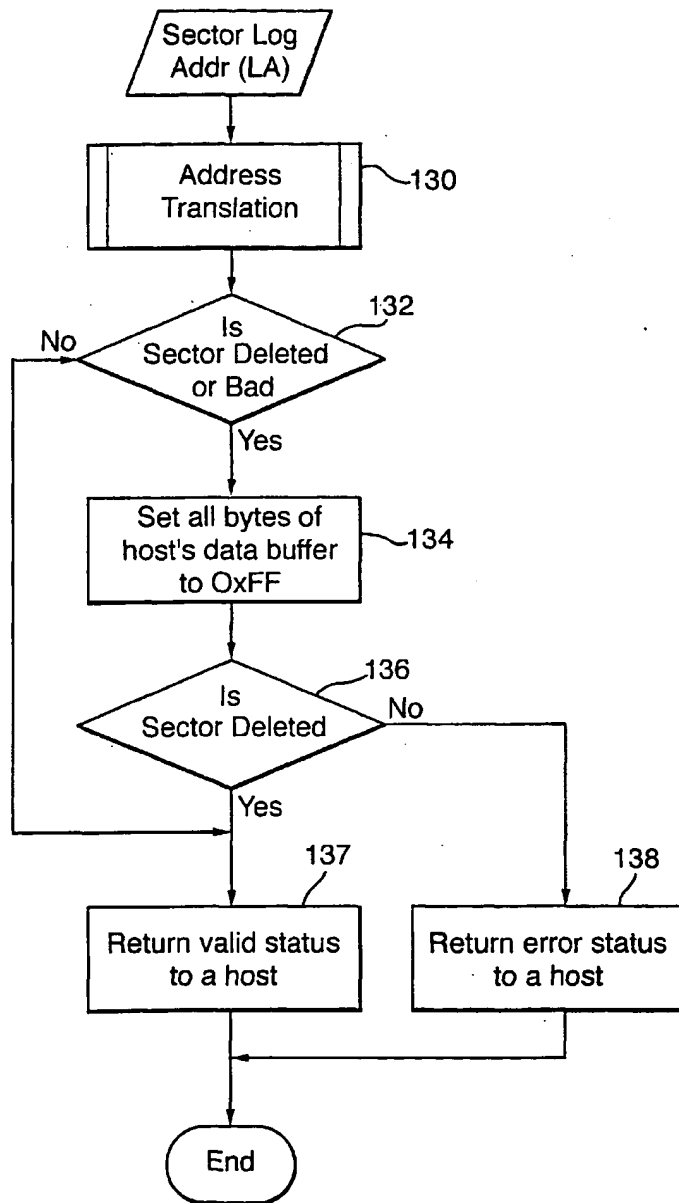 Sector Log
Addr (LA)
Address
Translation
130
132
Is
Sector Deleted
or Bad
No
Yes
Set all bytes of
host's data buffer
to OxFF
134
136
Is
Sector Deleted
No
Yes
137
138
Return valid status
to a host
Return error status
to a host
End